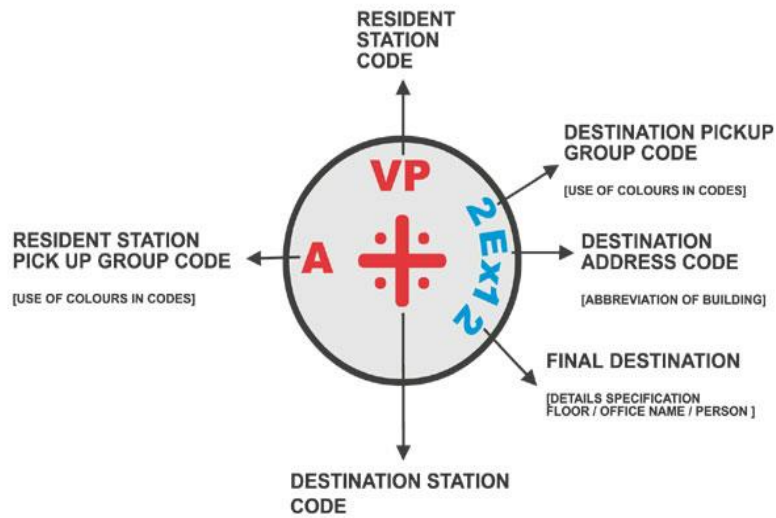 RESIDENT
STATION
CODE
DESTINATION PICKUP
GROUP CODE
[USE OF COLOURS IN CODES]
VP
A
2Ex12
RESIDENT STATION
PICK UP GROUP CODE
[USE OF COLOURS IN CODES]
DESTINATION
ADDRESS CODE
[ABBREVIATION OF BUILDING]
FINAL DESTINATION
[DETAILS SPECIFICATION
FLOOR / OFFICE NAME / PERSON ]
DESTINATION STATION
CODE